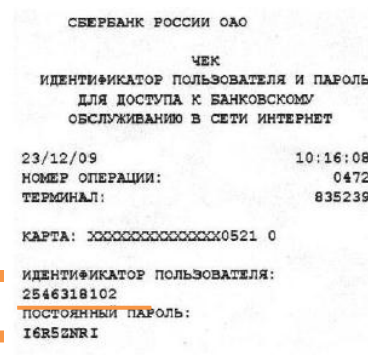 СБЕРБАНК РОССИИ ОАО
ЧЕК
ИДЕНТИФИКАТОР ПОЛЬЗОВАТЕЛЯ И ПАРОЛЬ
ДЛЯ ДОСТУПА К БАНКОВСКОМУ
ОБСЛУЖИВАНИЮ В СЕТИ ИНТЕРНЕТ
23/12/09 10:16:08
НОМЕР ОПЕРАЦИИ: 0472
ТЕРМИНАЛ: 835239
КАРТА: XXXXXXXXXXXXXX0521 0
ИДЕНТИФИКАТОР ПОЛЬЗОВАТЕЛЯ:
2546318102
ПОСТОЯННЫЙ ПАРОЛЬ:
I6R5ZNRI